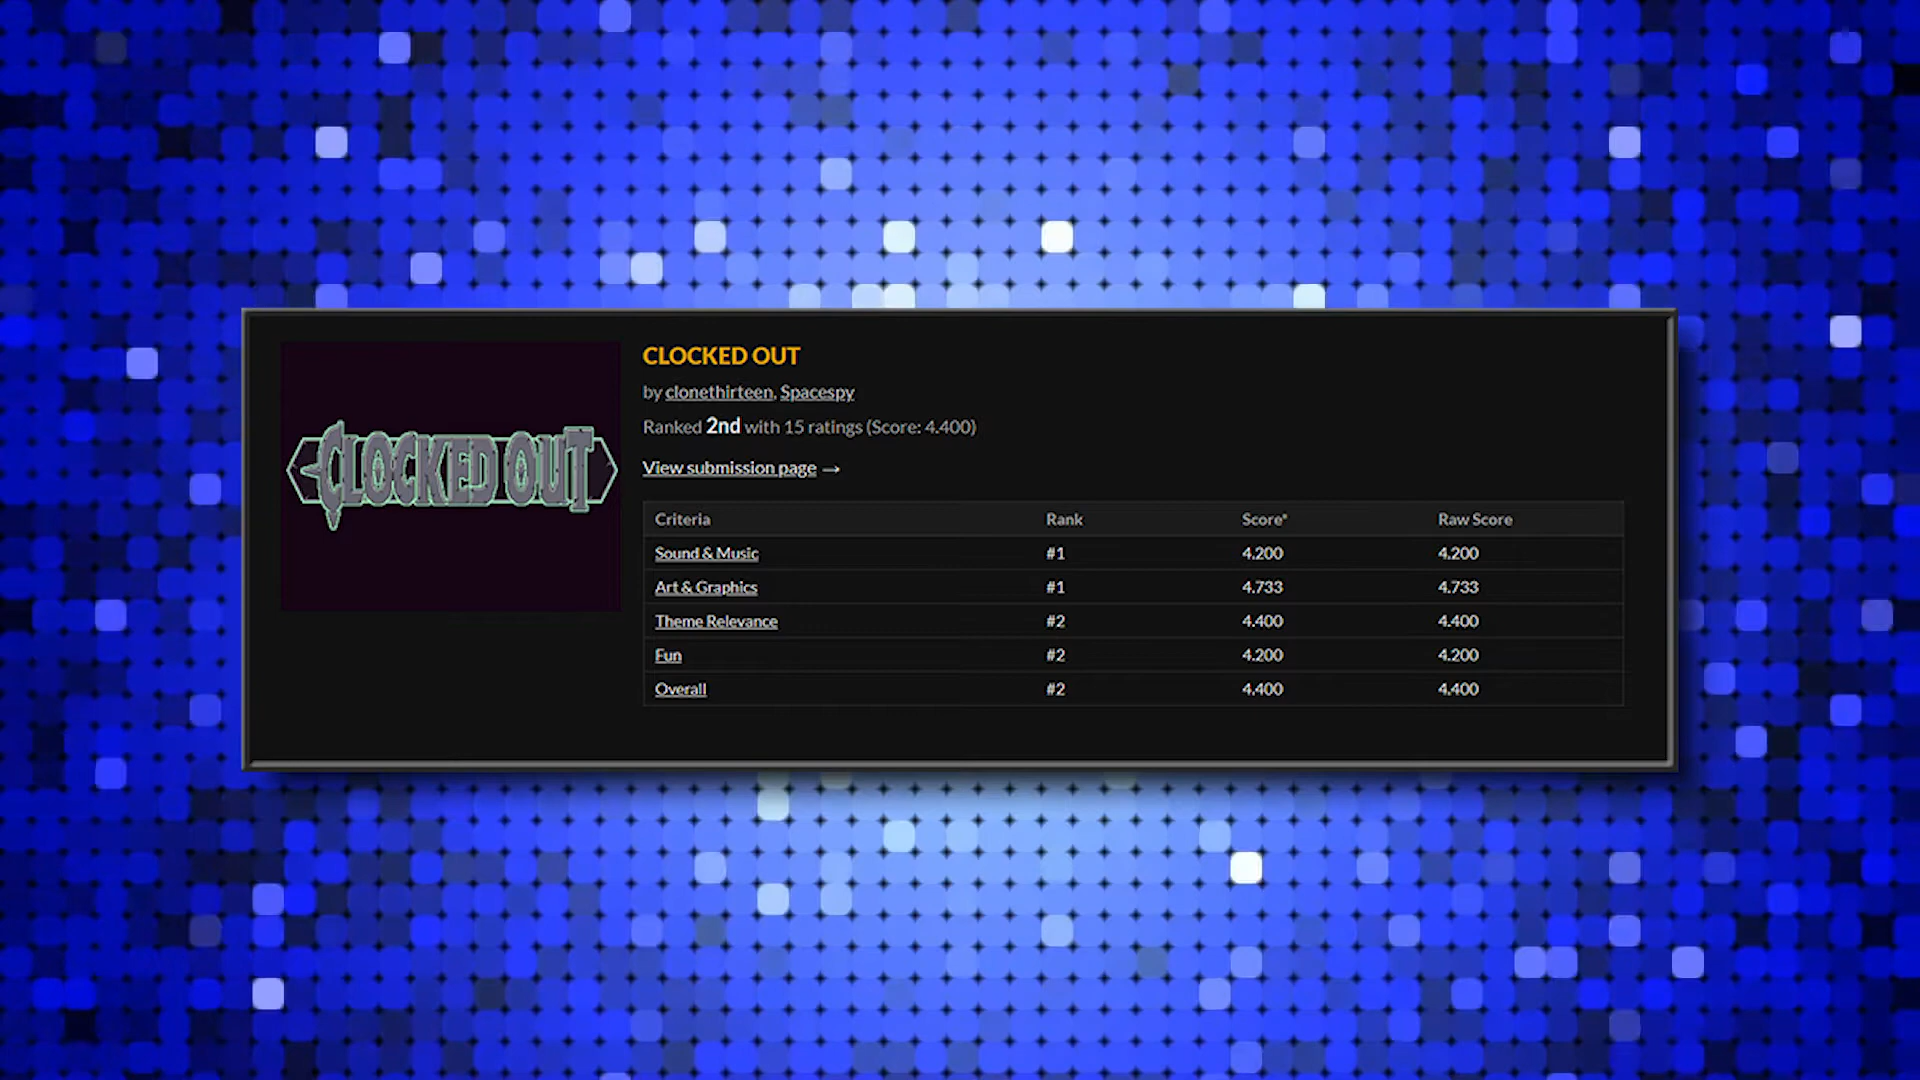 CLOCKED OUT
CLOCKED OUT
by clonethirteen, Spacespy
Ranked 2nd with 15 ratings (Score: 4.400)
View submission page →
Criteria Rank Score* Raw Score
Sound & Music #1 4.200 4.200
Art & Graphics #1 4.733 4.733
Theme Relevance #2 4.400 4.400
Fun #2 4.200 4.200
Overall #2 4.400 4.400